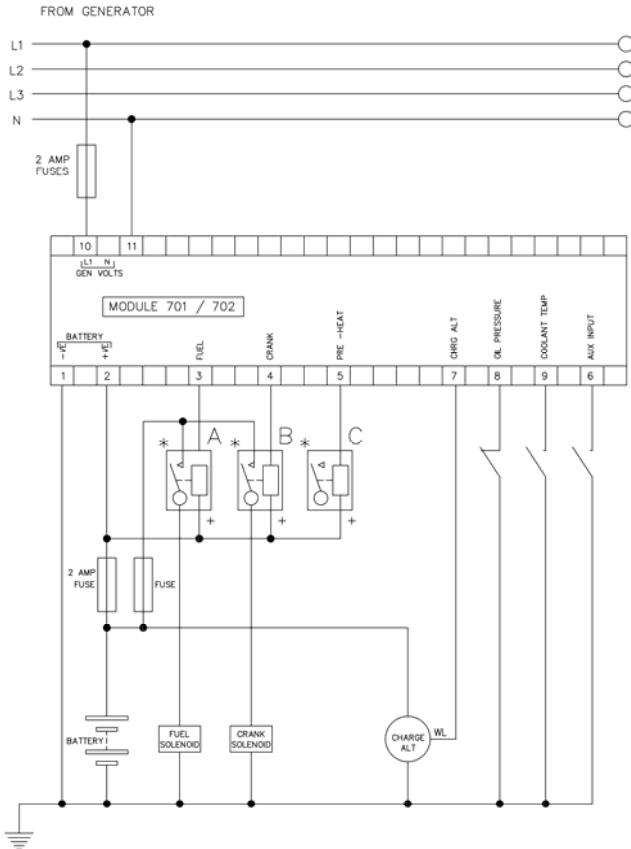 FROM GENERATOR
L1
L2
L3
N
2 AMP
FUSES
10 11
L1 N
GEN VOLTS
MODULE 701 / 702
BATTERY
-VE
+VE
FUEL
CRANK
PRE -HEAT
CHRG ALT
OIL PRESSURE
COOLANT TEMP
AUX INPUT
1 2 3 4 5 7 8 9 6
* A * B * C
+ + +
2 AMP
FUSE
FUSE
BATTERY
FUEL
SOLENOID
CRANK
SOLENOID
CHARGE
ALT
WL